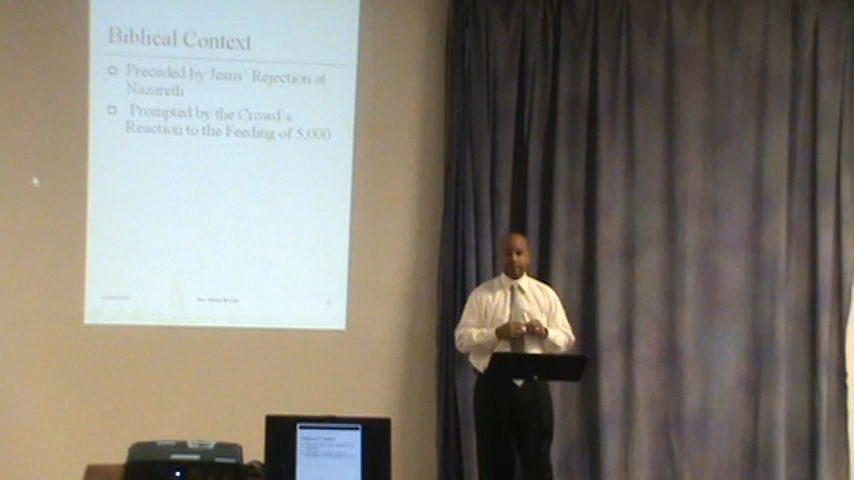 Biblical Context
Preceded by Jesus' Rejection at
Nazareth
Prompted by the Crowd's
Reaction to the Feeding of 5,000